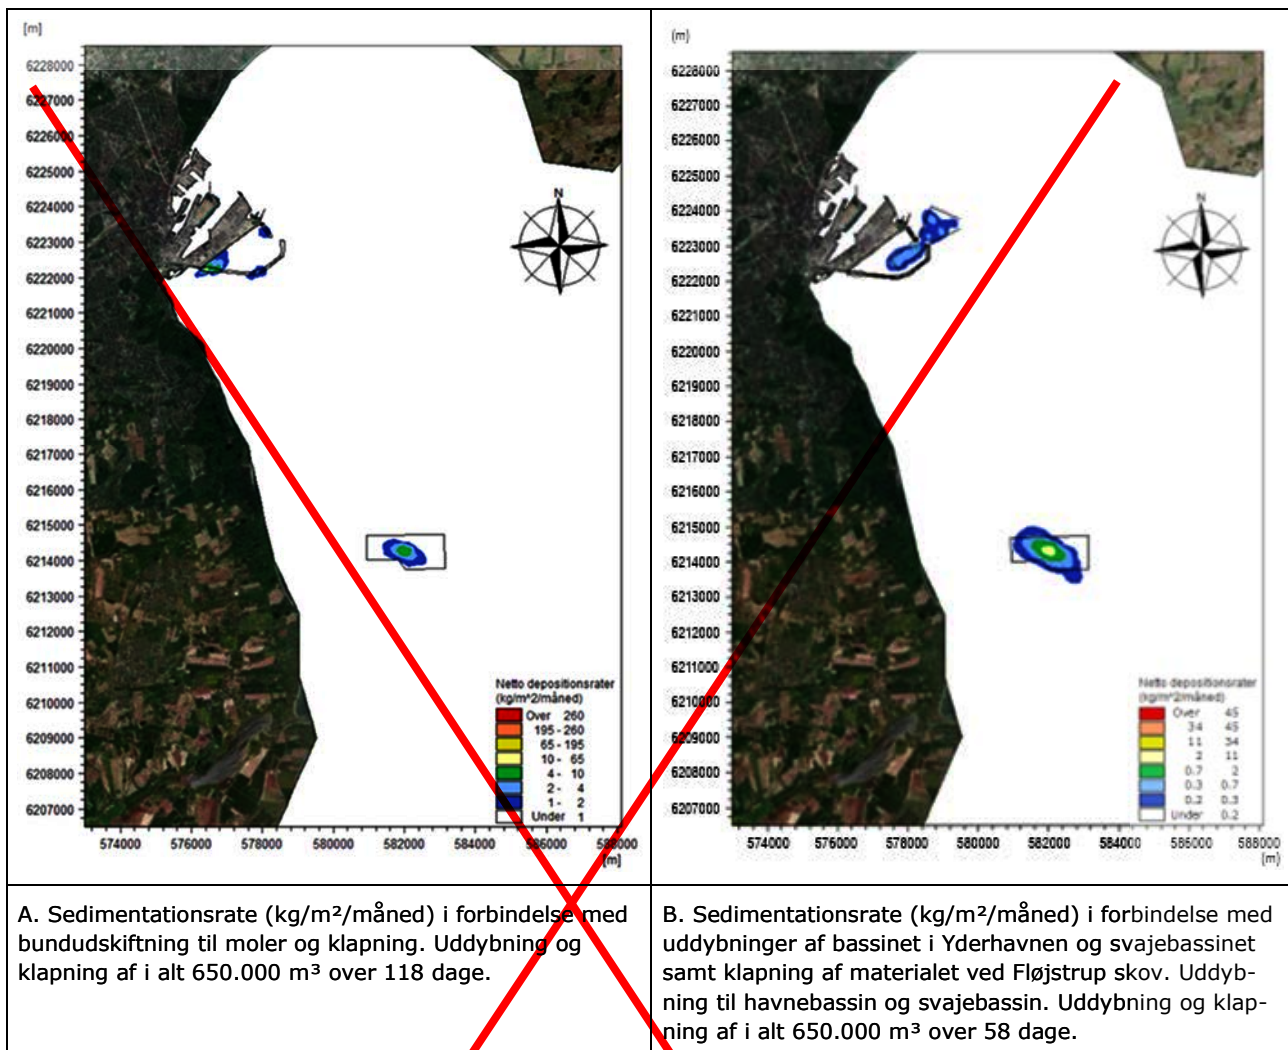 [m]
6228000
6227000
6226000
6225000
6224000
6223000
6222000
6221000
6220000
6219000
6218000
6217000
6216000
6215000
6214000
6213000
6212000
6211000
6210000
6209000
6208000
6207000
N
Netto depositionsrater
(kg/m^2/måned)
Over 260
195 - 260
65 - 195
10 - 65
4 - 10
2 - 4
1 - 2
Under 1
574000 576000 578000 580000 582000 584000 586000 588000
[m]
A. Sedimentationsrate (kg/m²/måned) i forbindelse med
bundudskiftning til moler og klapning. Uddybning og
klapning af i alt 650.000 m³ over 118 dage.
(m)
6228000
6227000
6226000
6225000
6224000
6223000
6222000
6221000
6220000
6219000
6218000
6217000
6216000
6215000
6214000
6213000
6212000
6211000
6210000
6209000
6208000
6207000
N
Netto depositionsrater
(kg/m^2/måned)
Over 45
34 45
11 34
2 11
0.7 2
0.3 0.7
0.2 0.3
Under 0.2
574000 576000 578000 580000 582000 584000 586000 588000
(m)
B. Sedimentationsrate (kg/m²/måned) i forbindelse med
uddybninger af bassinet i Yderhavnen og svajebassinet
samt klapning af materialet ved Fløjstrup skov. Uddyb-
ning til havnebassin og svajebassin. Uddybning og klap-
ning af i alt 650.000 m³ over 58 dage.